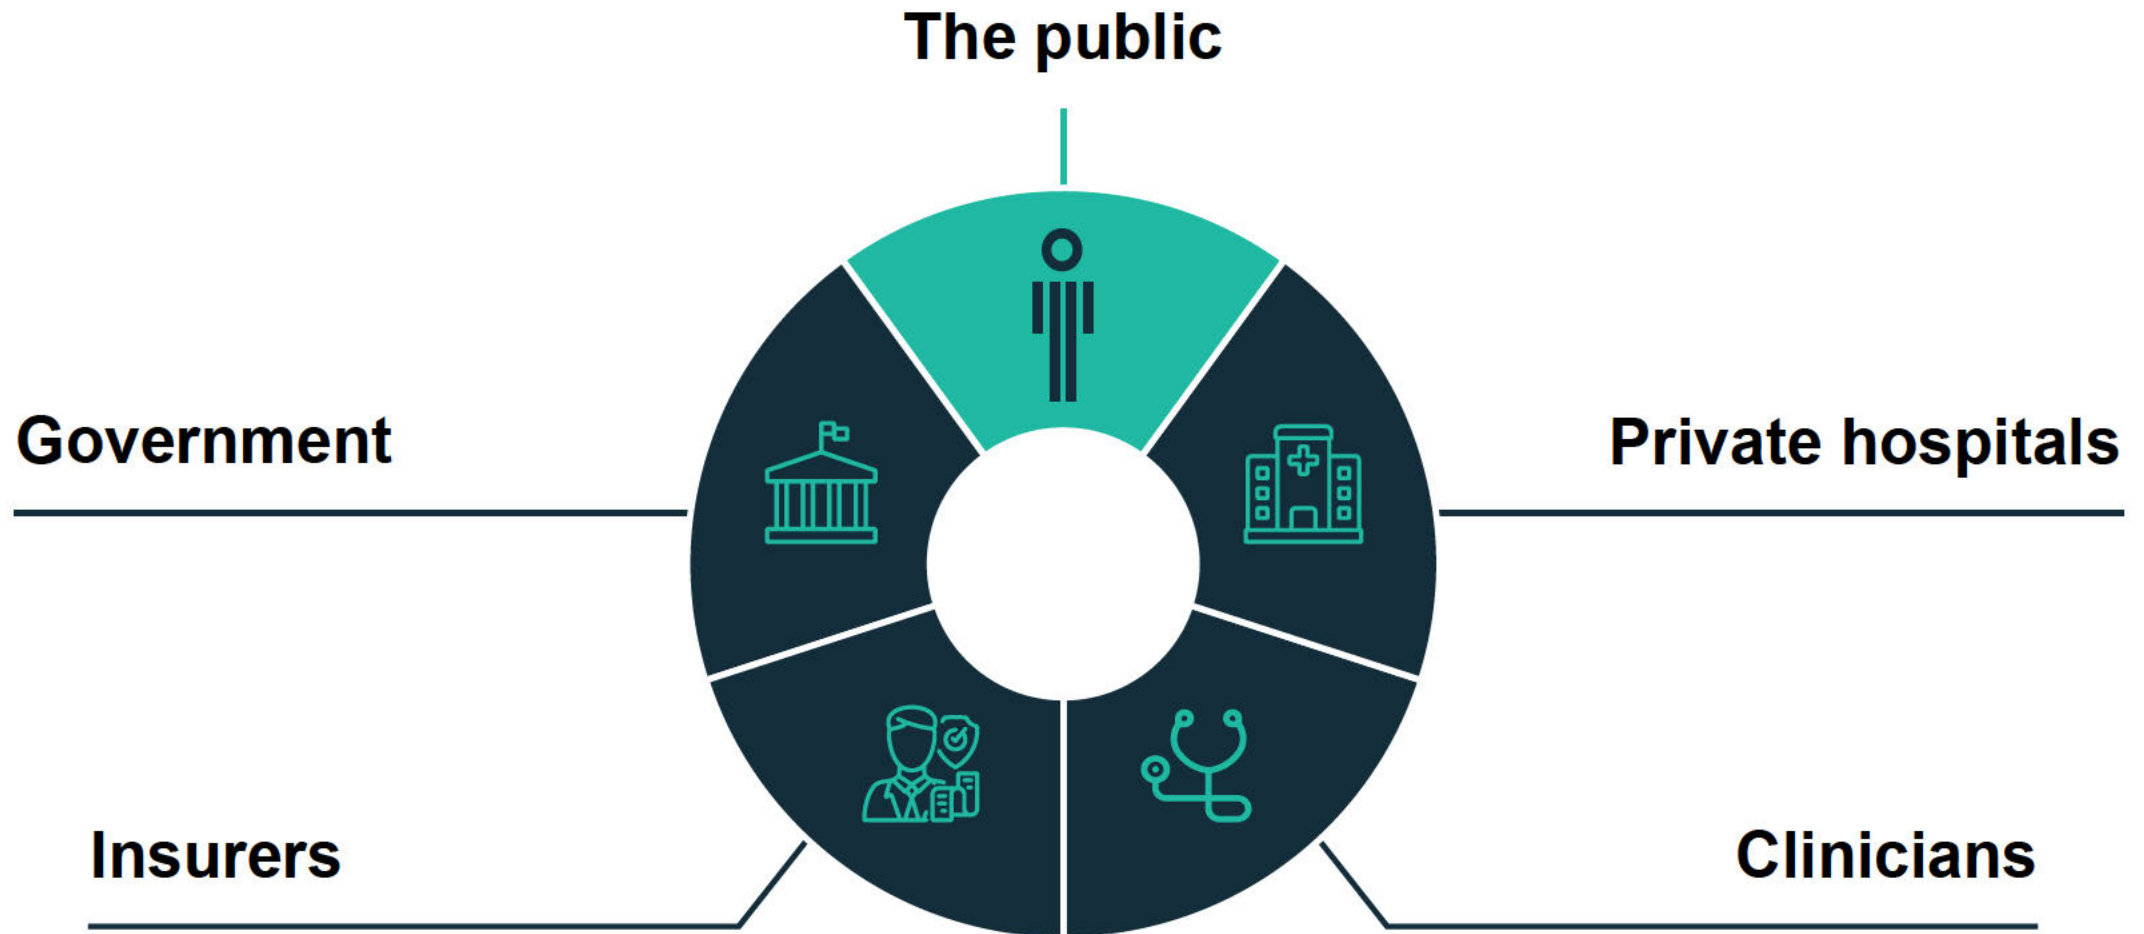 The public
Government
Private hospitals
Insurers
Clinicians